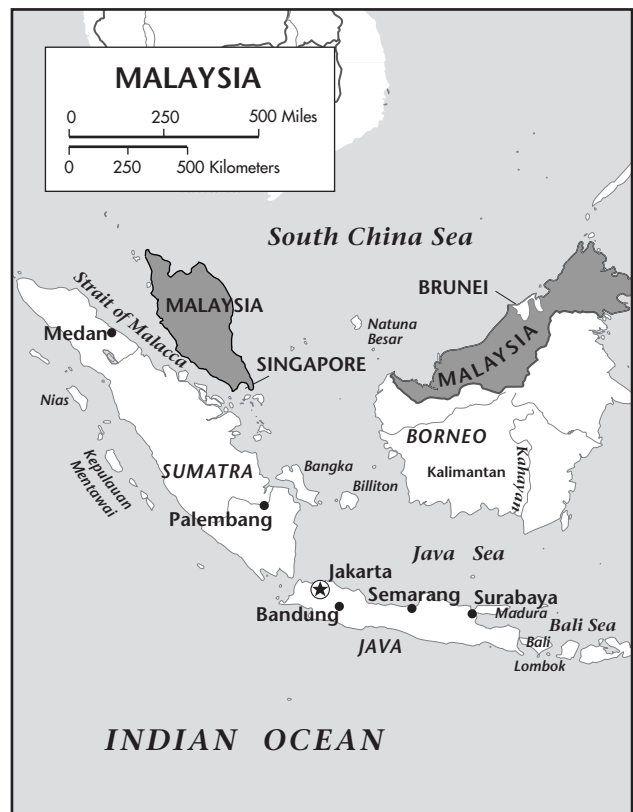 MALAYSIA
0 250 500 Miles
0 250 500 Kilometers
South China Sea
BRUNEI
MALAYSIA
Strait of Malacca
Natuna
Besar
Medan
SINGAPORE
MALAYSIA
Nias
BORNEO
Kepulauan
Mentawai
SUMATRA
Bangka
Kalimantan
Kahayan
Billiton
Palembang
Java Sea
Jakarta
Semarang
Surabaya
Bandung
Madura
Bali Sea
JAVA
Bali
Lombok
INDIAN OCEAN